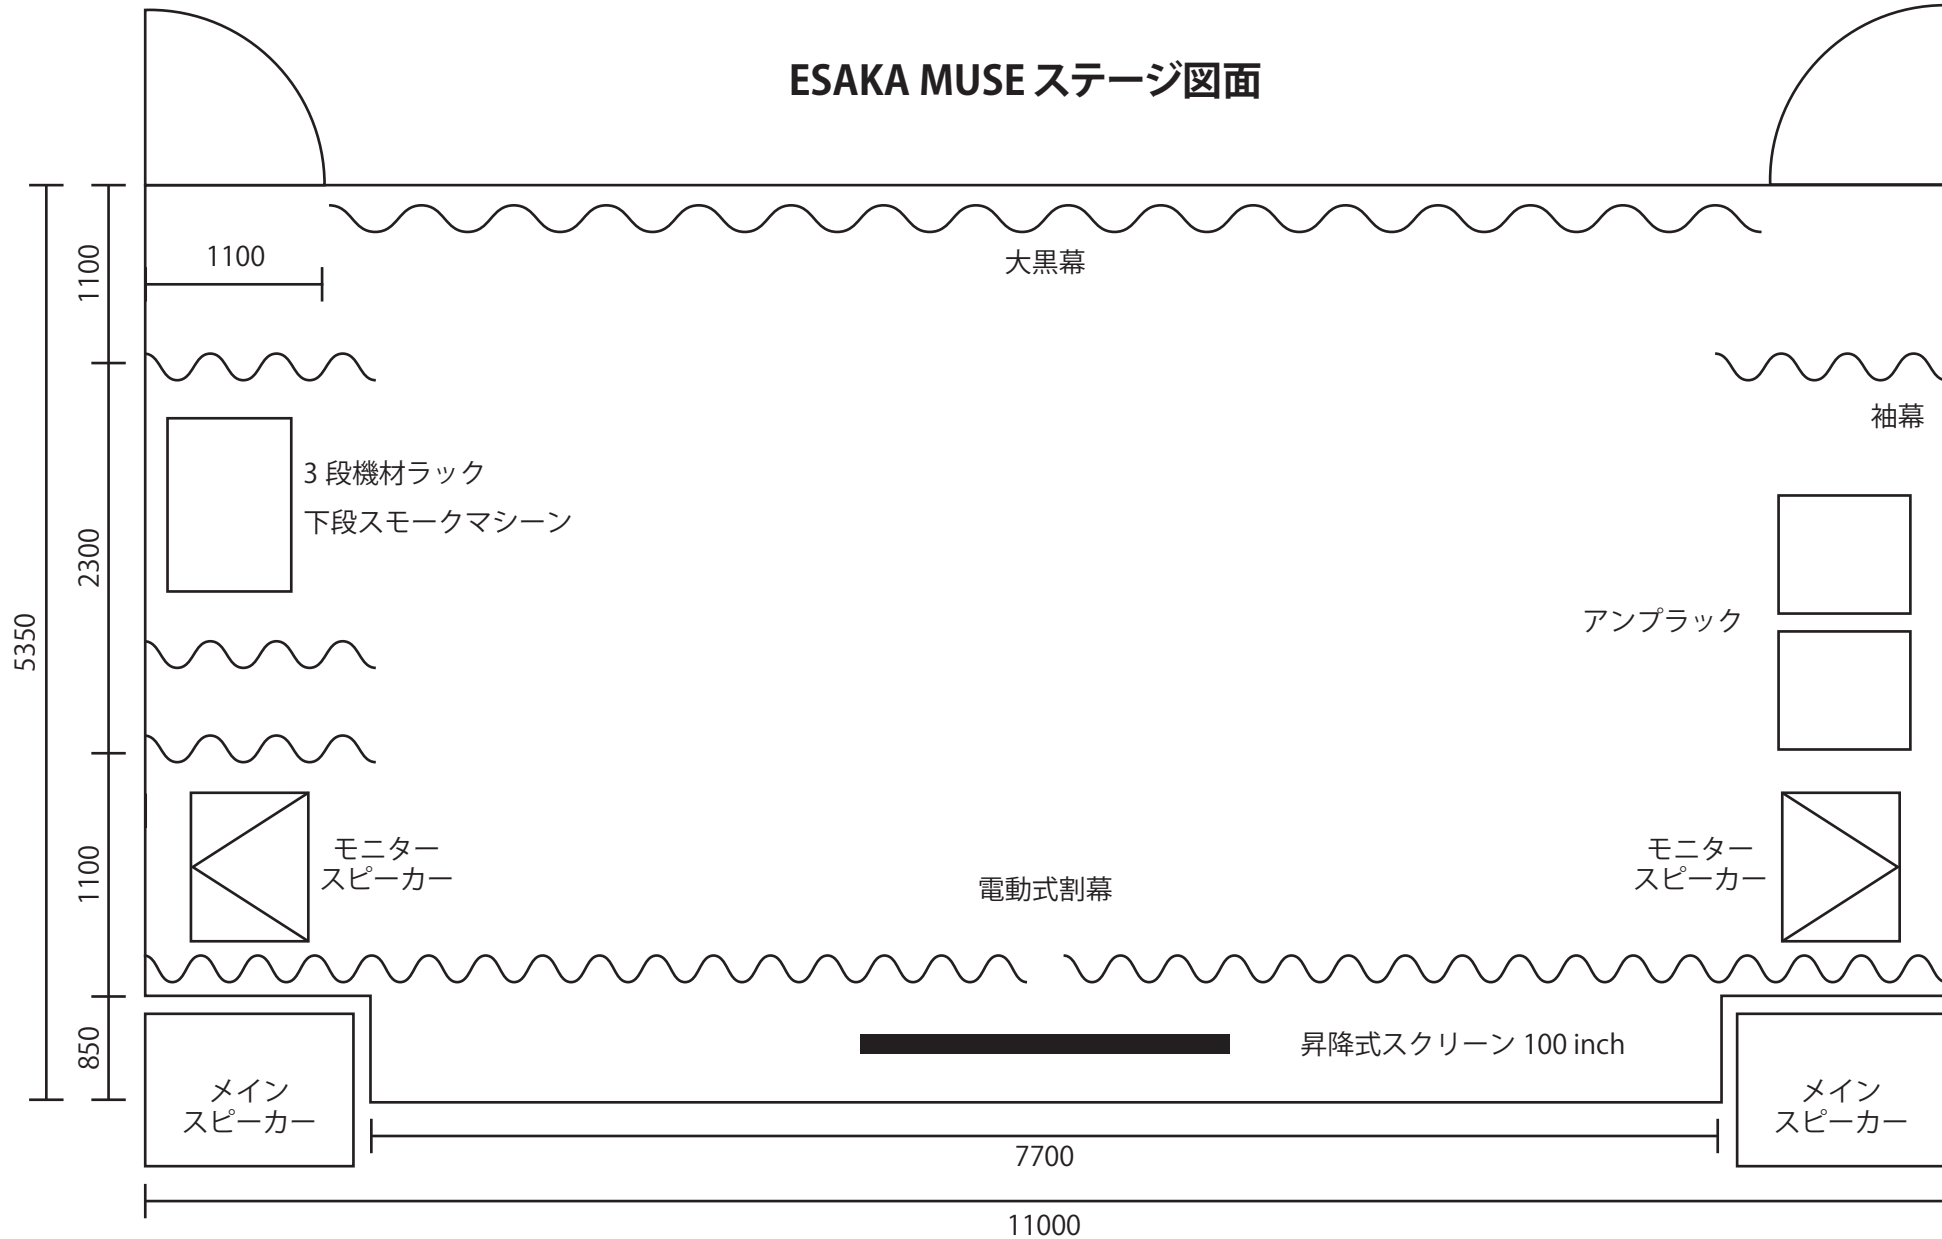 ESAKA MUSE ステージ図面
1100
1100
大黒幕
袖幕
3 段機材ラック
下段スモークマシーン
2300
5350
アンプラック
モニター
スピーカー
モニター
スピーカー
1100
電動式割幕
850
昇降式スクリーン 100 inch
メイン
スピーカー
メイン
スピーカー
7700
11000